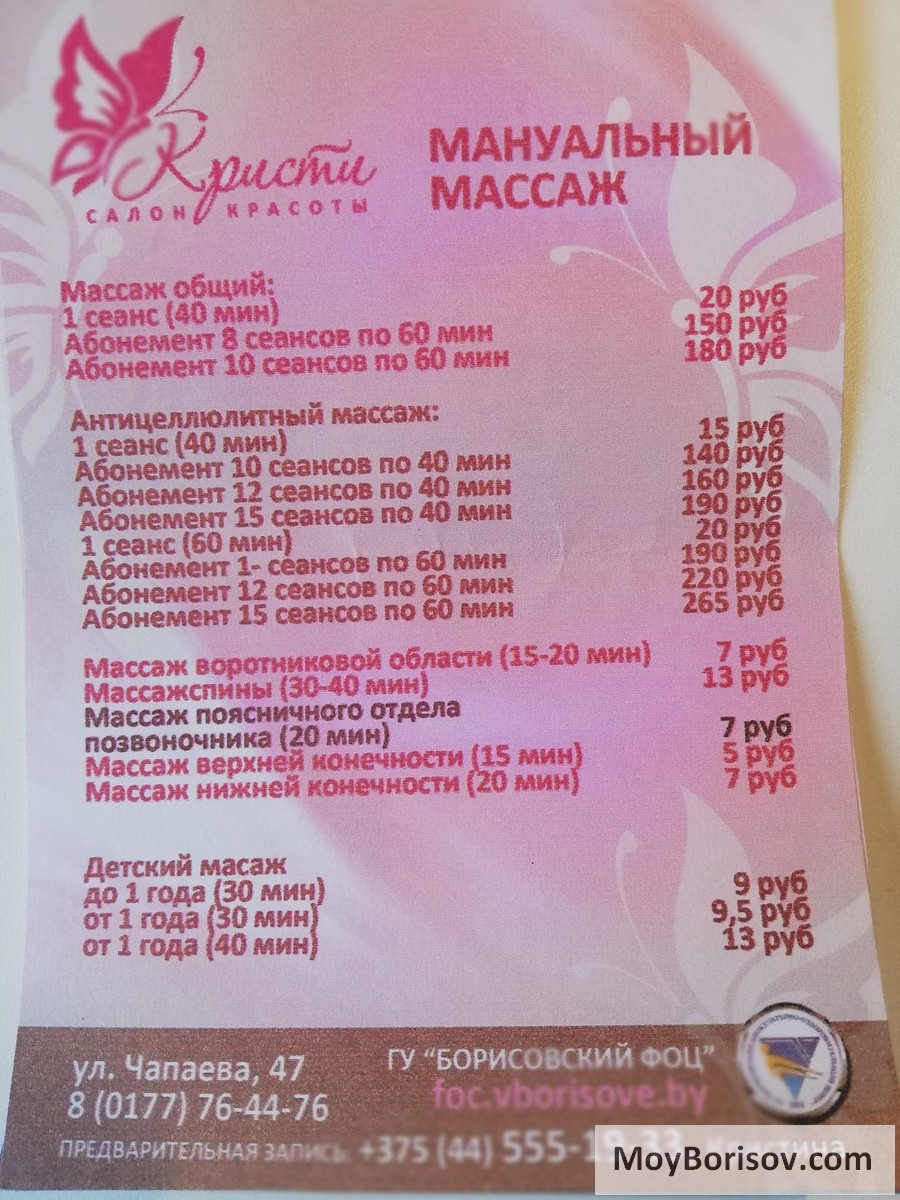 Кристи
САЛОН КРАСОТЫ
МАНУАЛЬНЫЙ
МАССАЖ
Массаж общий:
1 сеанс (40 мин) 20 руб
Абонемент 8 сеансов по 60 мин 150 руб
Абонемент 10 сеансов по 60 мин 180 руб
Антицеллюлитный массаж:
1 сеанс (40 мин) 15 руб
Абонемент 10 сеансов по 40 мин 140 руб
Абонемент 12 сеансов по 40 мин 160 руб
Абонемент 15 сеансов по 40 мин 190 руб
1 сеанс (60 мин) 20 руб
Абонемент 1- сеансов по 60 мин 190 руб
Абонемент 12 сеансов по 60 мин 220 руб
Абонемент 15 сеансов по 60 мин 265 руб
Массаж воротниковой области (15-20 мин) 7 руб
Массажспины (30-40 мин) 13 руб
Массаж поясничного отдела
позвоночника (20 мин) 7 руб
Массаж верхней конечности (15 мин) 5 руб
Массаж нижней конечности (20 мин) 7 руб
Детский масаж
до 1 года (30 мин) 9 руб
от 1 года (30 мин) 9,5 руб
от 1 года (40 мин) 13 руб
ул. Чапаева, 47
8 (0177) 76-44-76
ГУ "БОРИСОВСКИЙ ФОЦ"
foc.vborisove.by
ПРЕДВАРИТЕЛЬНАЯ ЗАПИСЬ: +375 (44) 555-19-33 Кристина
MoyBorisov.com